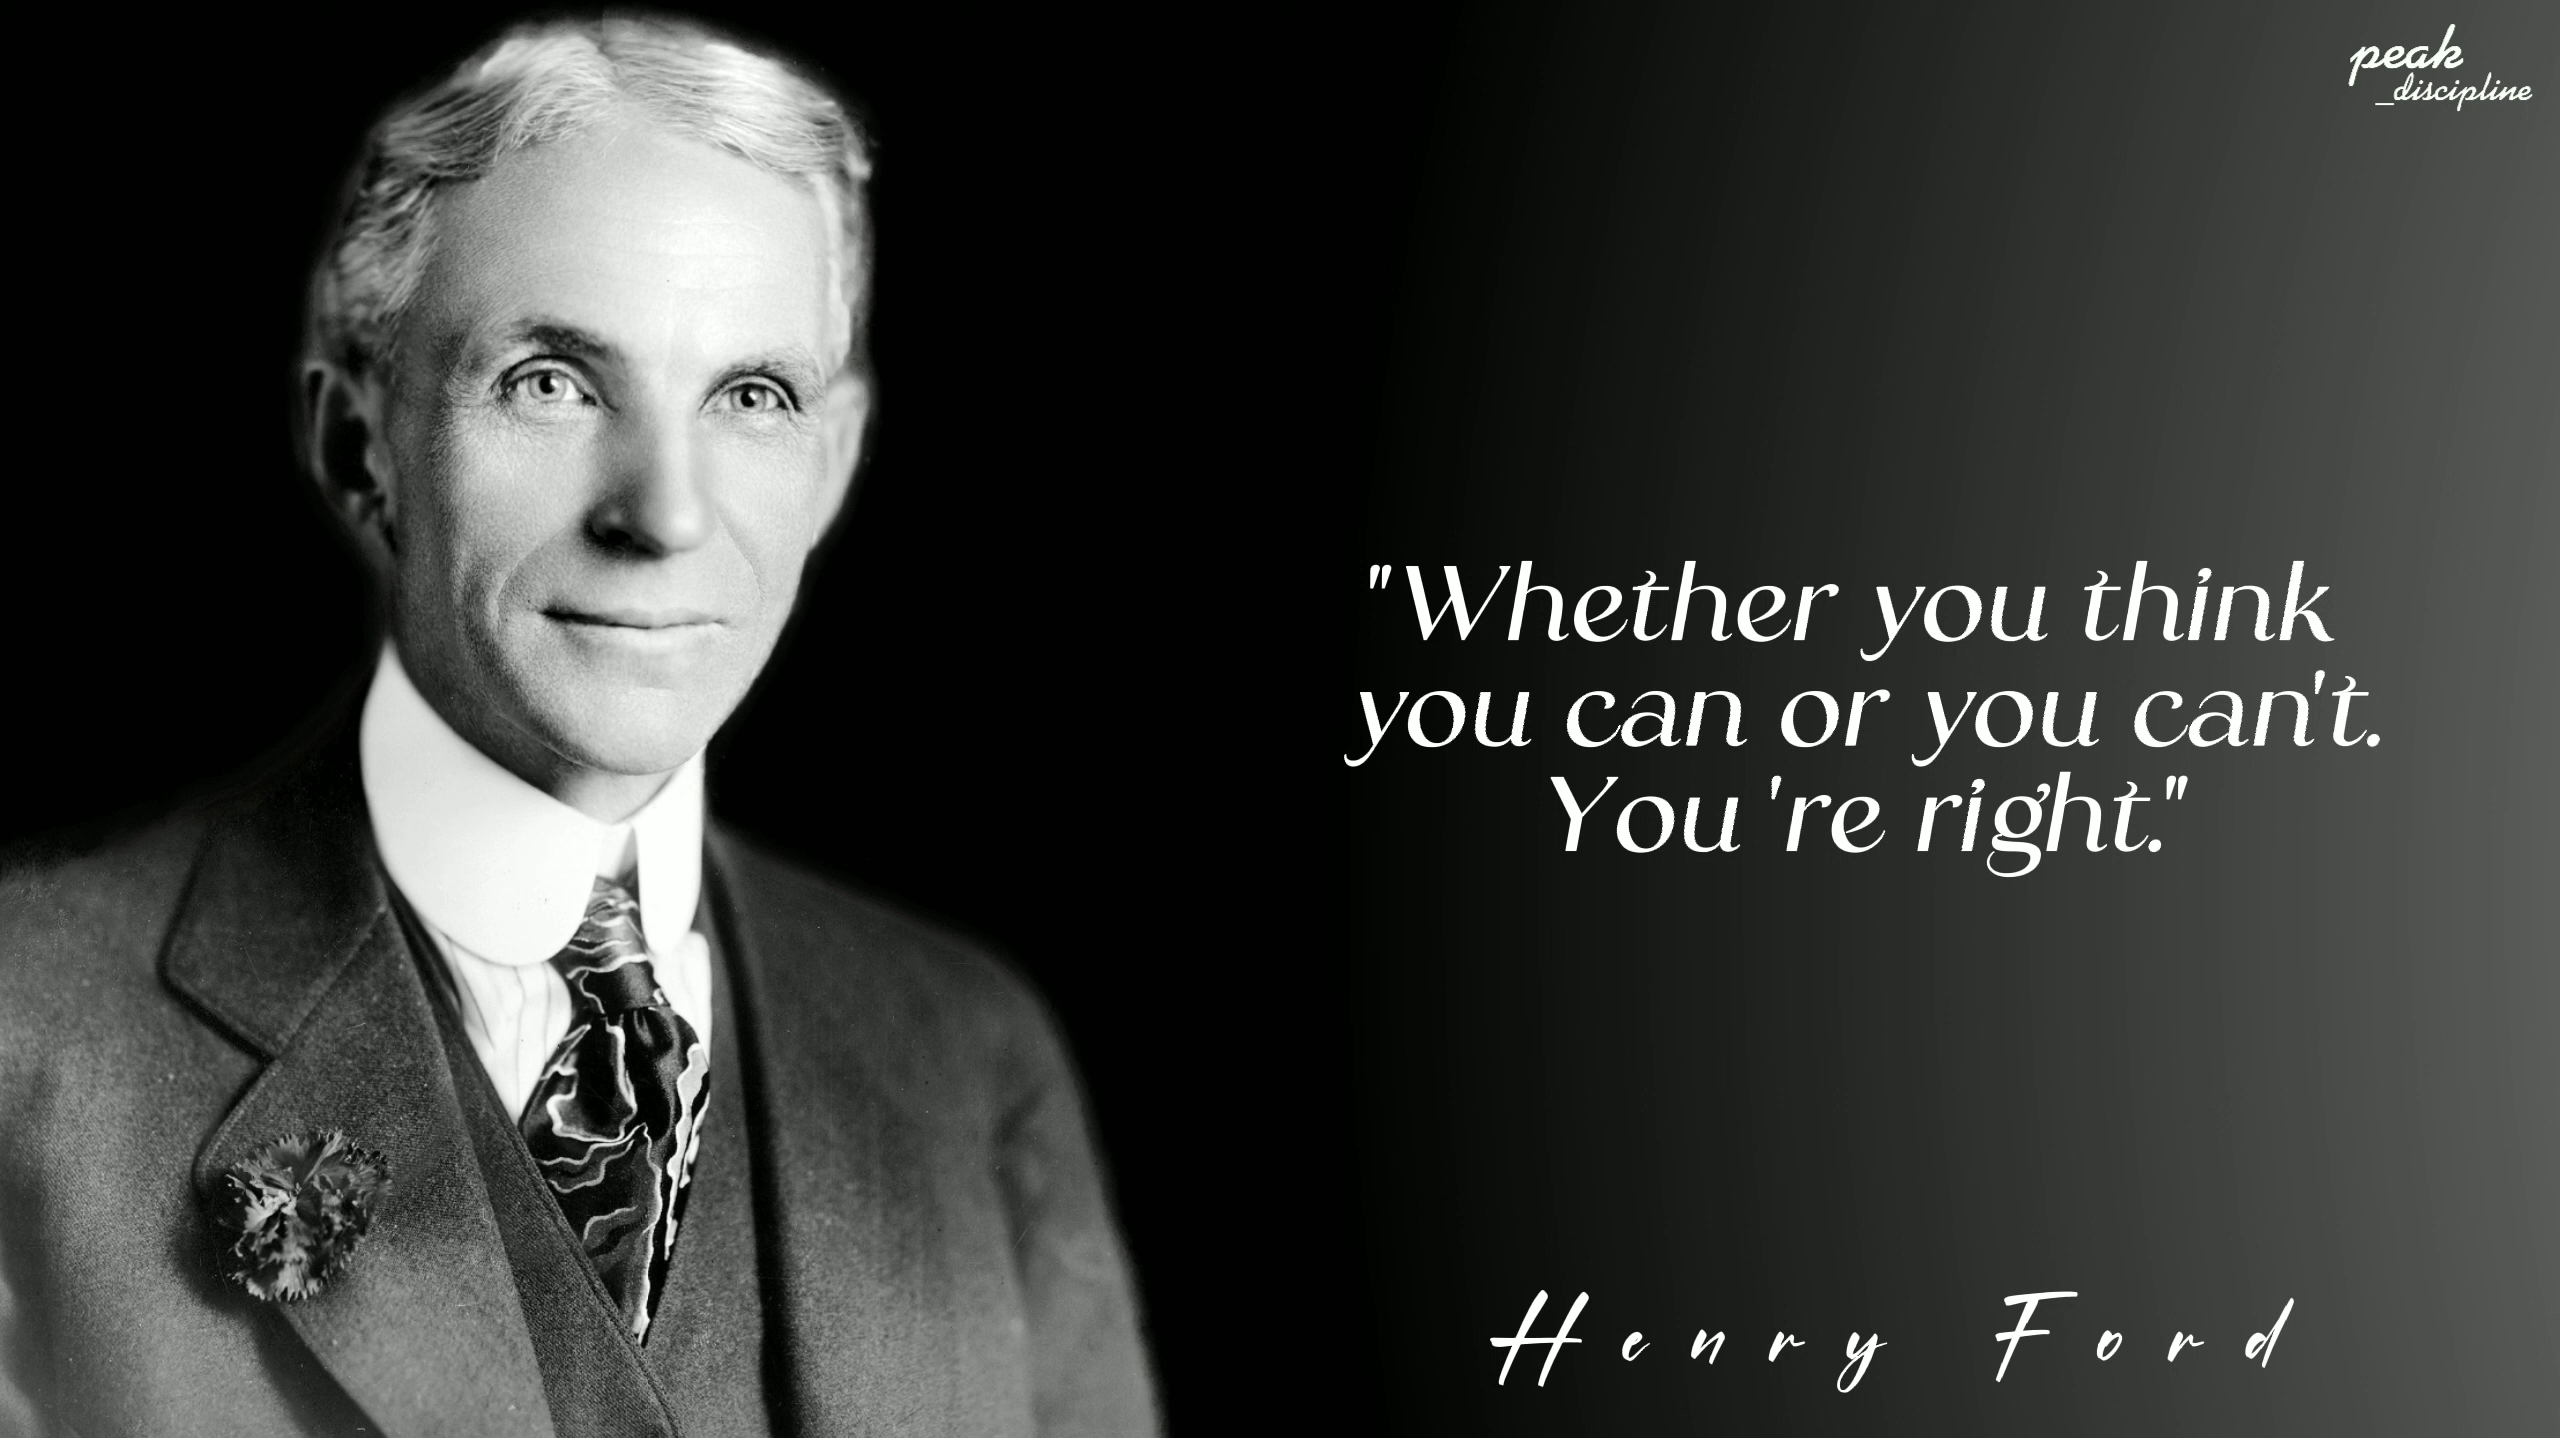 peak
_discipline
"Whether you think
you can or you can't.
You 're right."
Henry Ford